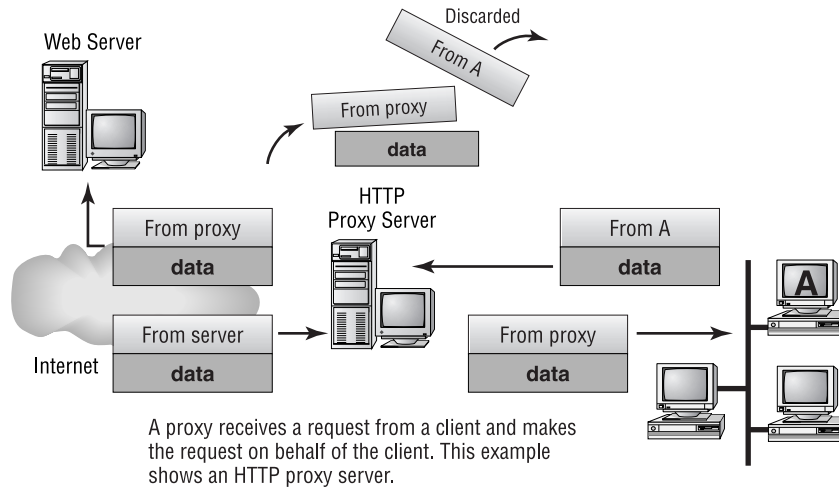 Discarded
Web Server
From A
From proxy
data
HTTP
Proxy Server
From proxy
data
From A
data
A
Internet
From server
data
From proxy
data
A proxy receives a request from a client and makes
the request on behalf of the client. This example
shows an HTTP proxy server.